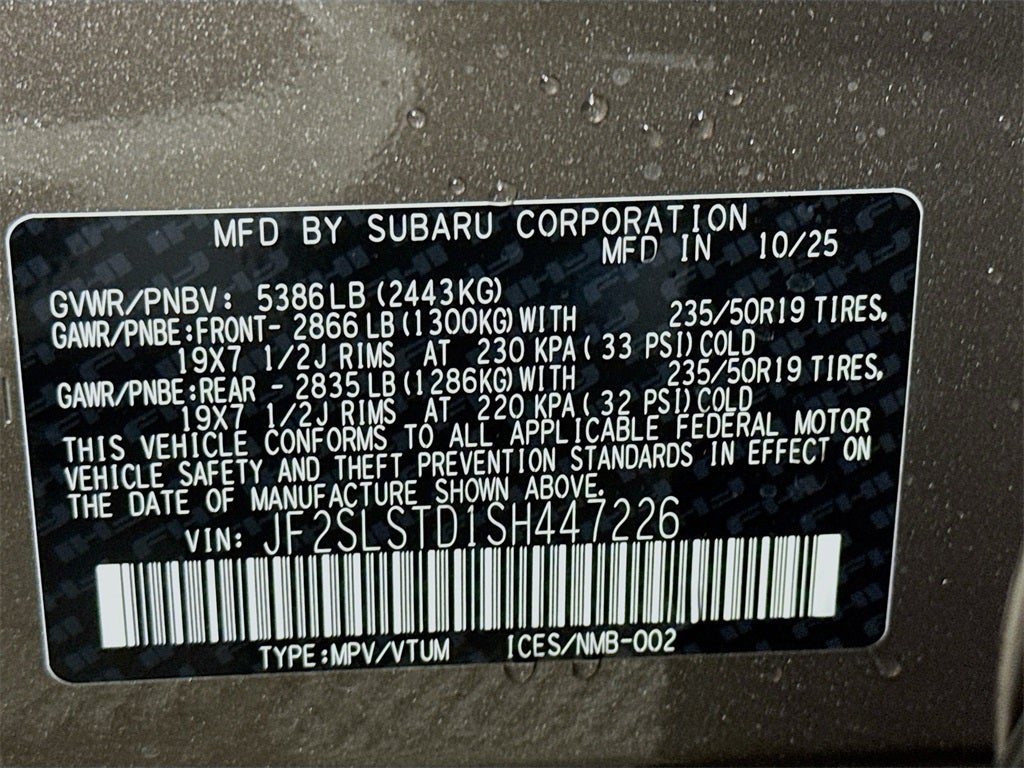 MFD BY SUBARU CORPORATION
MFD IN 10/25
GVWR/PNBV: 5386LB (2443KG)
GAWR/PNBE:FRONT- 2866LB (1300KG) WITH 235/50R19 TIRES,
19X7 1/2J RIMS AT 230 KPA ( 33 PSI) COLD
GAWR/PNBE:REAR - 2835LB (1286KG) WITH 235/50R19 TIRES,
19X7 1/2J RIMS AT 220 KPA ( 32 PSI) COLD
THIS VEHICLE CONFORMS TO ALL APPLICABLE FEDERAL MOTOR
VEHICLE SAFETY AND THEFT PREVENTION STANDARDS IN EFFECT ON
THE DATE OF MANUFACTURE SHOWN ABOVE.
VIN: JF2SLSTD1SH447226
TYPE:MPV/VTUM ICES/NMB-002